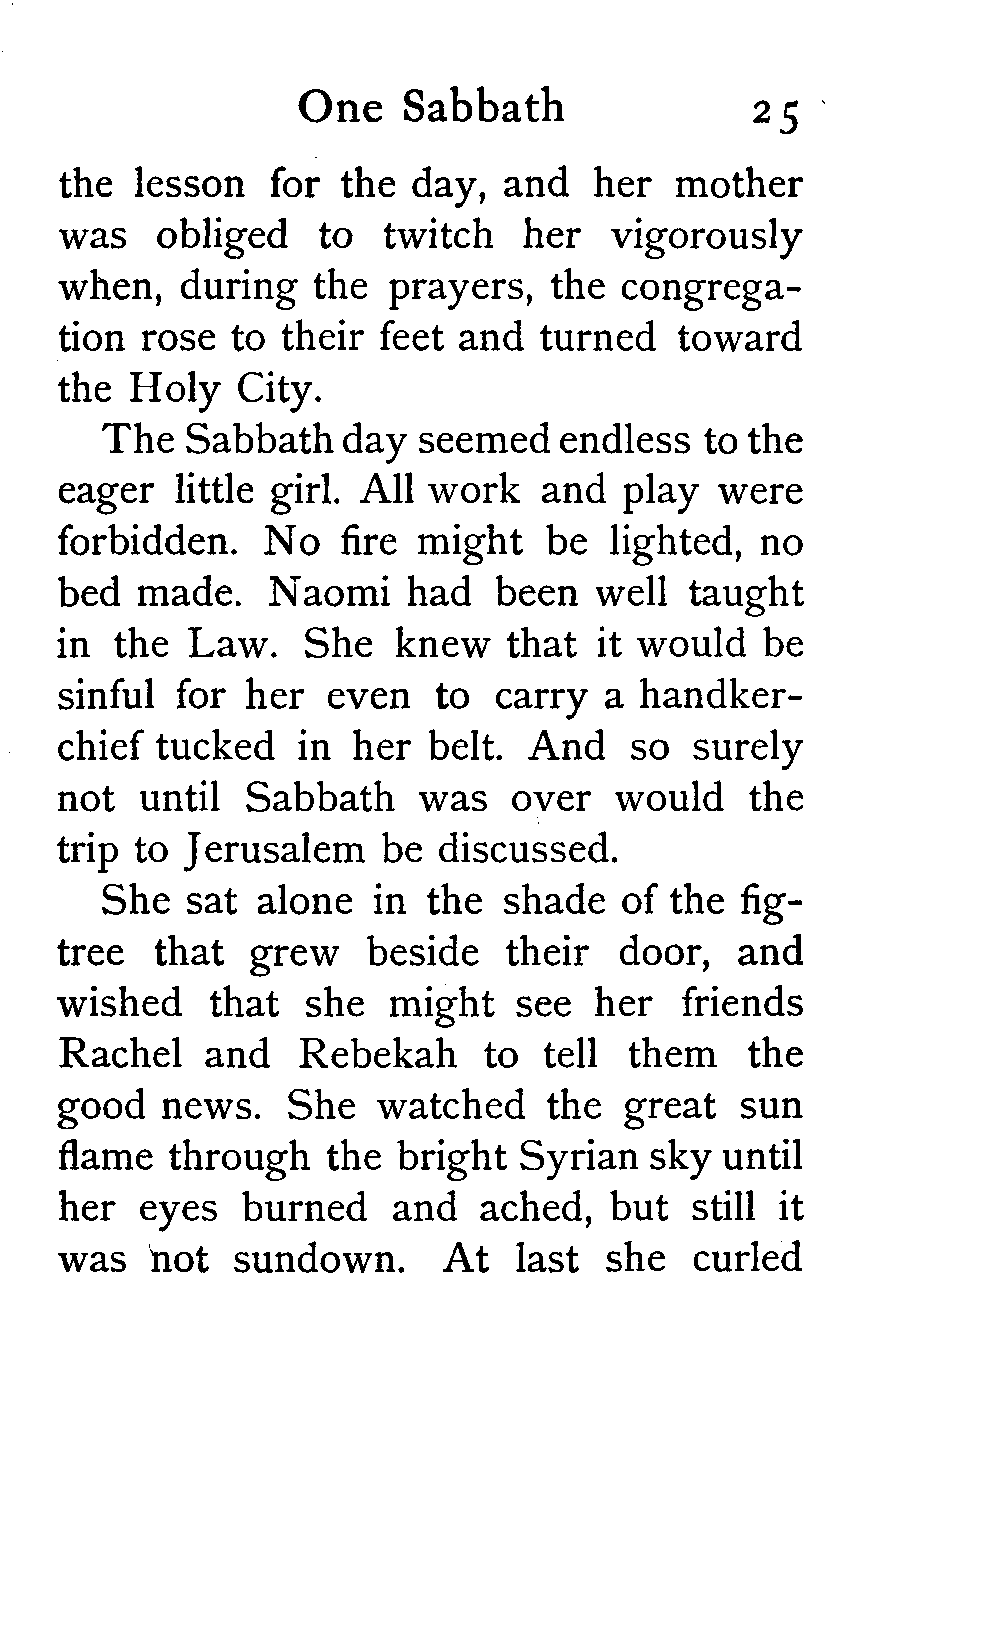 One Sabbath 25
the lesson for the day, and her mother
was obliged to twitch her vigorously
when, during the prayers, the congrega-
tion rose to their feet and turned toward
the Holy City.
The Sabbath day seemed endless to the
eager little girl. All work and play were
forbidden. No fire might be lighted, no
bed made. Naomi had been well taught
in the Law. She knew that it would be
sinful for her even to carry a handker-
chief tucked in her belt. And so surely
not until Sabbath was over would the
trip to Jerusalem be discussed.
She sat alone in the shade of the fig-
tree that grew beside their door, and
wished that she might see her friends
Rachel and Rebekah to tell them the
good news. She watched the great sun
flame through the bright Syrian sky until
her eyes burned and ached, but still it
was not sundown. At last she curled